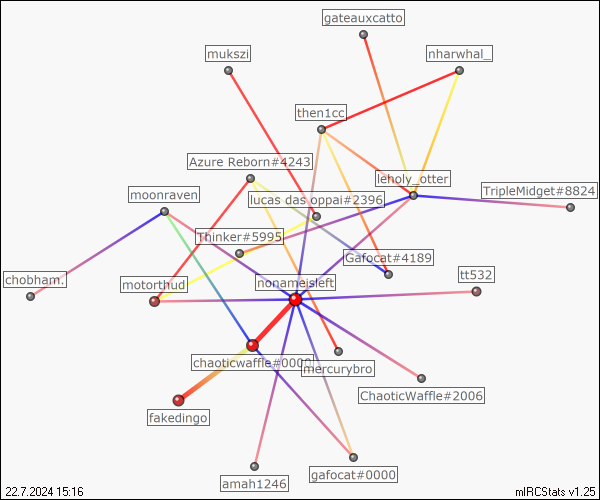 gateauxcatto
mukszi
nharwhal_
then1cc
Azure Reborn#4243
leholy_otter
moonraven
lucas das oppai#2396
TripleMidget#8824
Thinker#5995
Gafocat#4189
chobham.
motorthud
nonameisleft
tt532
chaoticwaffle#0000
mercurybro
ChaoticWaffle#2006
fakedingo
gafocat#0000
amah1246
22.7.2024 15:16
mIRCStats v1.25